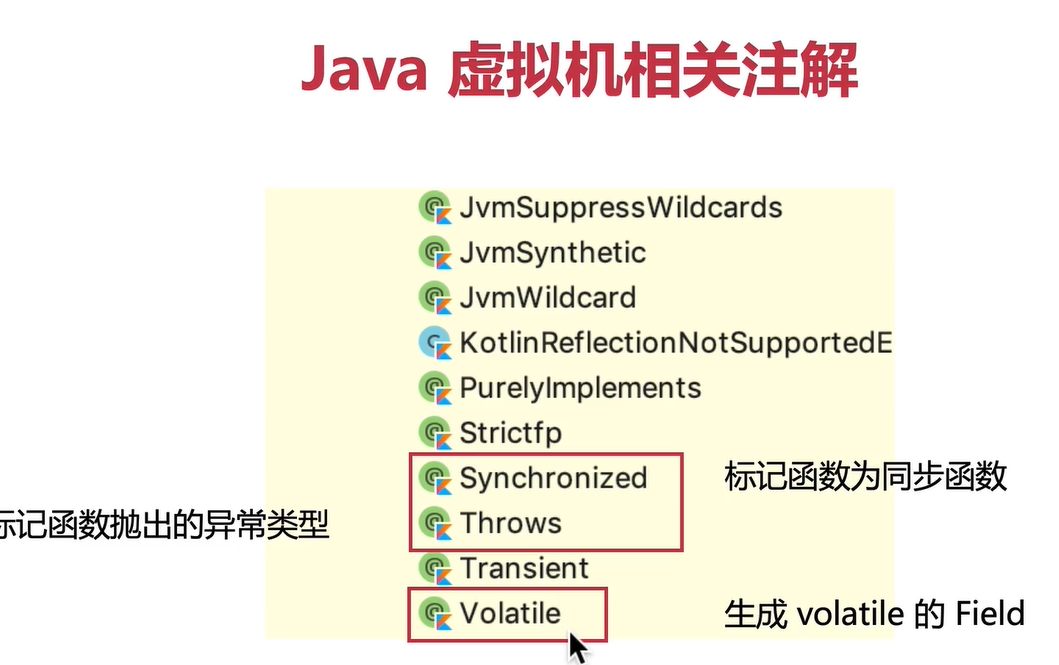 Java 虚拟机相关注解
JvmSuppressWildcards
JvmSynthetic
JvmWildcard
KotlinReflectionNotSupportedE
PurelyImplements
Strictfp
Synchronized
标记函数为同步函数
Throws
标记函数抛出的异常类型
Transient
Volatile
生成 volatile 的 Field